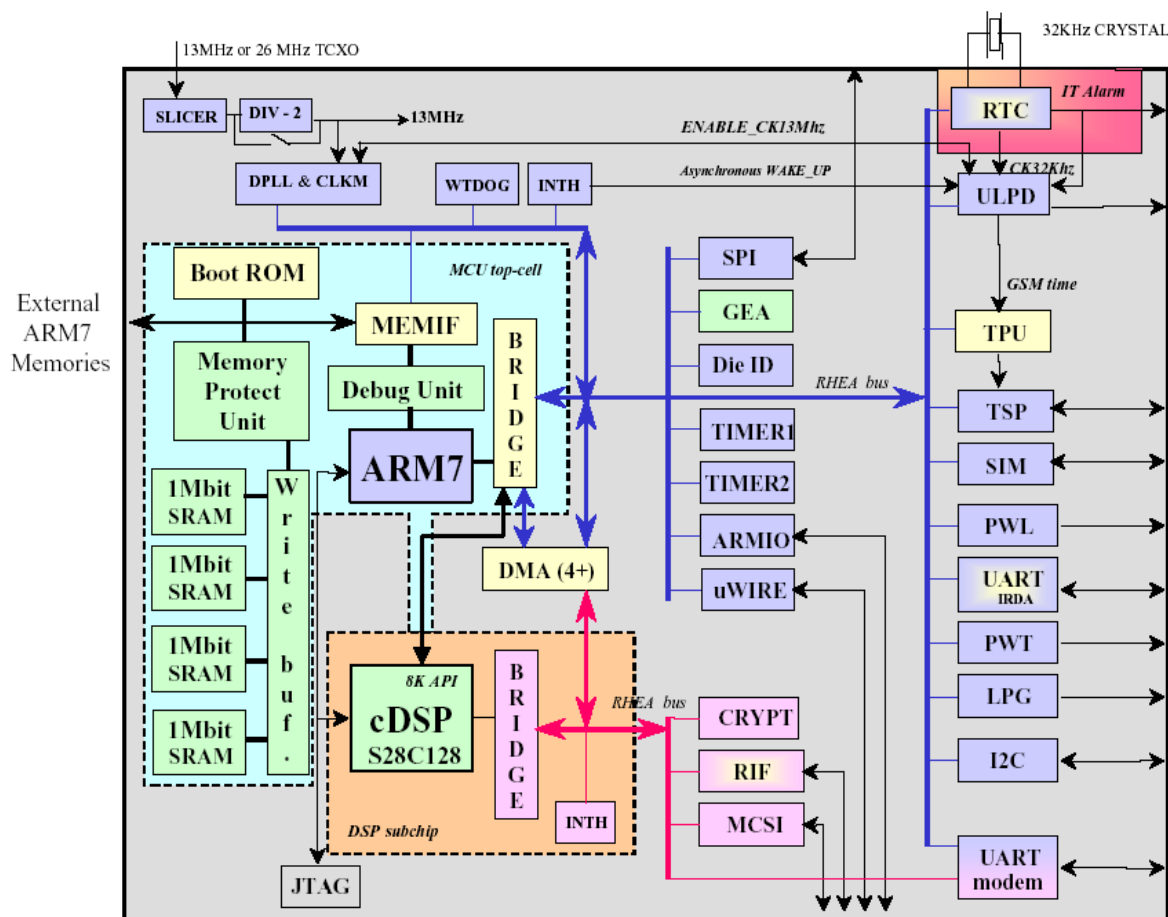 13MHz or 26 MHz TCXO
32KHz CRYSTAL
SLICER
DIV - 2
13MHz
ENABLE_CK13Mhz
IT Alarm
RTC
DPLL & CLKM
WTDOG
INTH
Asynchronous WAKE_UP
CK32Khz
ULPD
Boot ROM
MCU top-cell
SPI
GSM time
External
ARM7
Memories
MEMIF
GEA
TPU
Memory
Protect
Unit
Debug Unit
BRIDGE
Die ID
RHEA bus
TSP
ARM7
TIMER1
SIM
1Mbit
SRAM
Write buf.
TIMER2
PWL
1Mbit
SRAM
DMA (4+)
ARMIO
UART
IRDA
uWIRE
1Mbit
SRAM
PWT
8K API
cDSP
S28C128
BRIDGE
RHEA bus
LPG
CRYPT
1Mbit
SRAM
RIF
I2C
INTH
MCSI
DSP subchip
UART
modem
JTAG